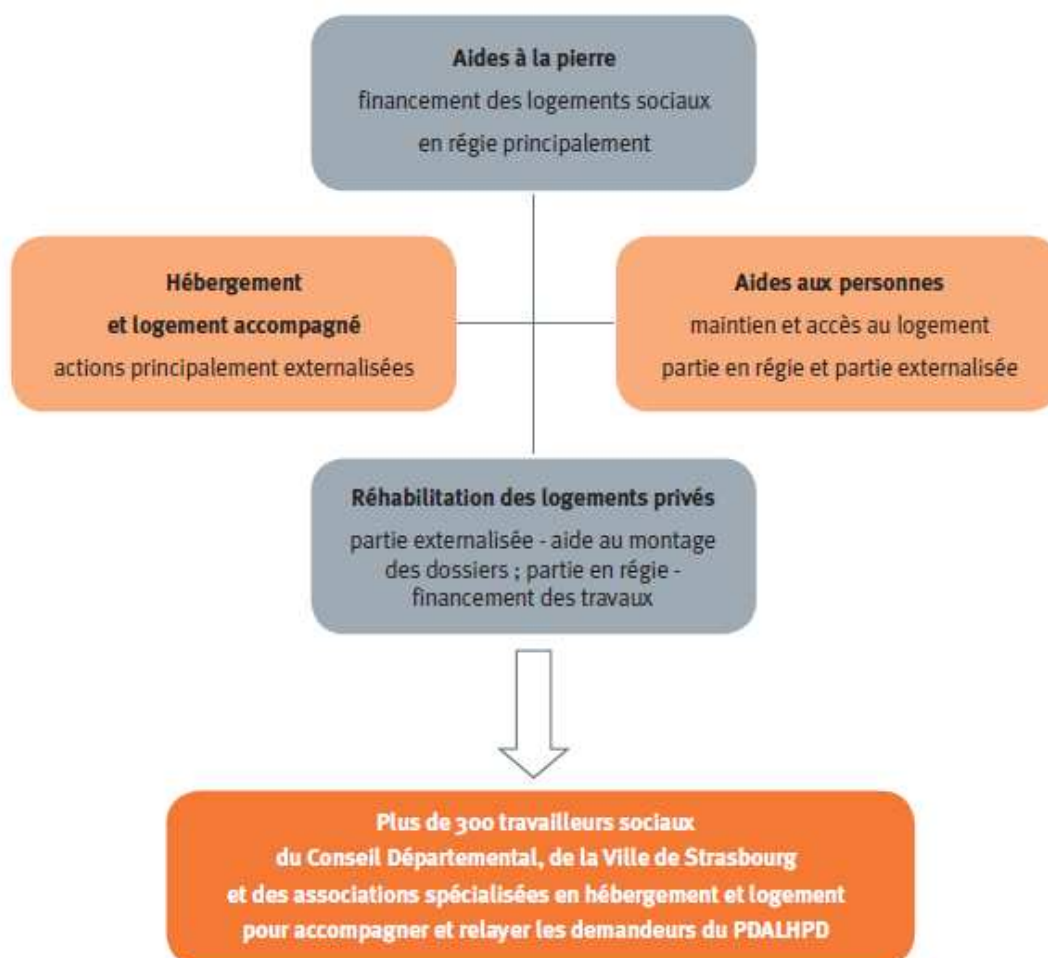 Aides à la pierre
financement des logements sociaux
en régie principalement
Hébergement
et logement accompagné
actions principalement externalisées
Aides aux personnes
maintien et accès au logement
partie en régie et partie externalisée
Réhabilitation des logements privés
partie externalisée - aide au montage
des dossiers ; partie en régie -
financement des travaux
Plus de 300 travailleurs sociaux
du Conseil Départemental, de la Ville de Strasbourg
et des associations spécialisées en hébergement et logement
pour accompagner et relayer les demandeurs du PDALHPD